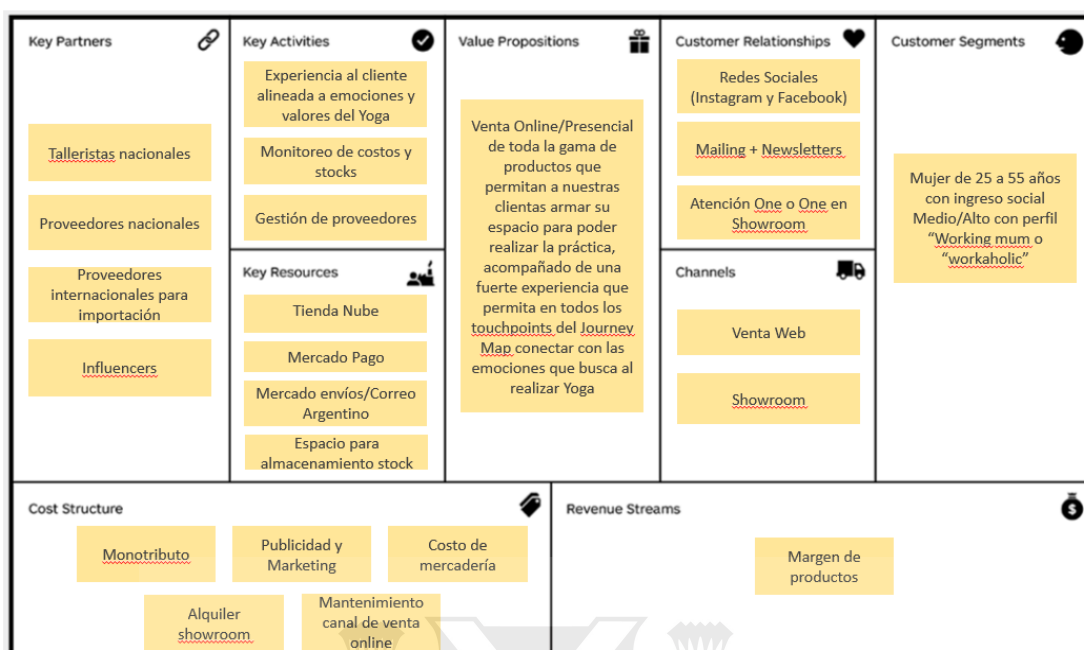 Key Partners
Talleristas nacionales
Proveedores nacionales
Proveedores
internacionales para
importación
Influencers
Key Activities
Experiencia al cliente
alineada a emociones y
valores del Yoga
Monitoreo de costos y
stocks
Gestión de proveedores
Key Resources
Tienda Nube
Mercado Pago
Mercado envíos/Correo
Argentino
Espacio para
almacenamiento stock
Value Propositions
Venta Online/Presencial
de toda la gama de
productos que
permitan a nuestras
clientas armar su
espacio para poder
realizar la práctica,
acompañado de una
fuerte experiencia que
permita en todos los
touchpoints del Journey
Map conectar con las
emociones que busca al
realizar Yoga
Customer Relationships
Redes Sociales
(Instagram y Facebook)
Mailing + Newsletters
Atención One o One en
Showroom
Channels
Venta Web
Showroom
Customer Segments
Mujer de 25 a 55 años
con ingreso social
Medio/Alto con perfil
“Working mum o
“workaholic”
Cost Structure
Monotributo
Publicidad y
Marketing
Costo de
mercadería
Alquiler
showroom
Mantenimiento
canal de venta
online
Revenue Streams
$
Margen de
productos